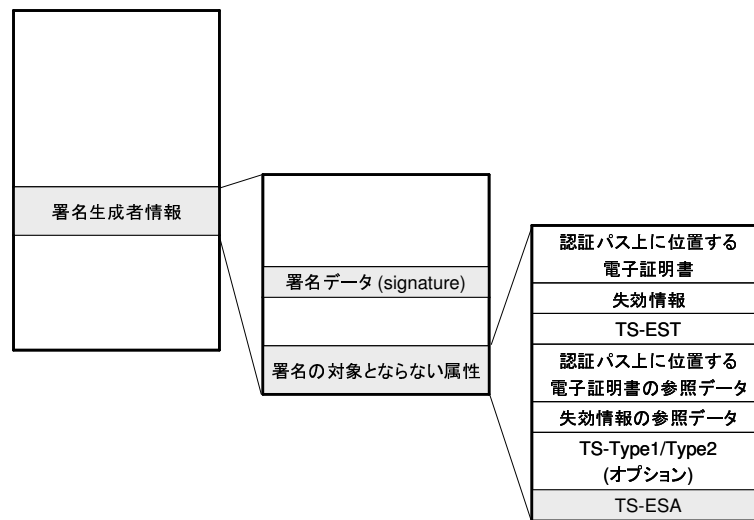 署名生成者情報
署名データ (signature)
署名の対象とならない属性
認証パス上に位置する
電子証明書
失効情報
TS-EST
認証パス上に位置する
電子証明書の参照データ
失効情報の参照データ
TS-Type1/Type2
(オプション)
TS-ESA